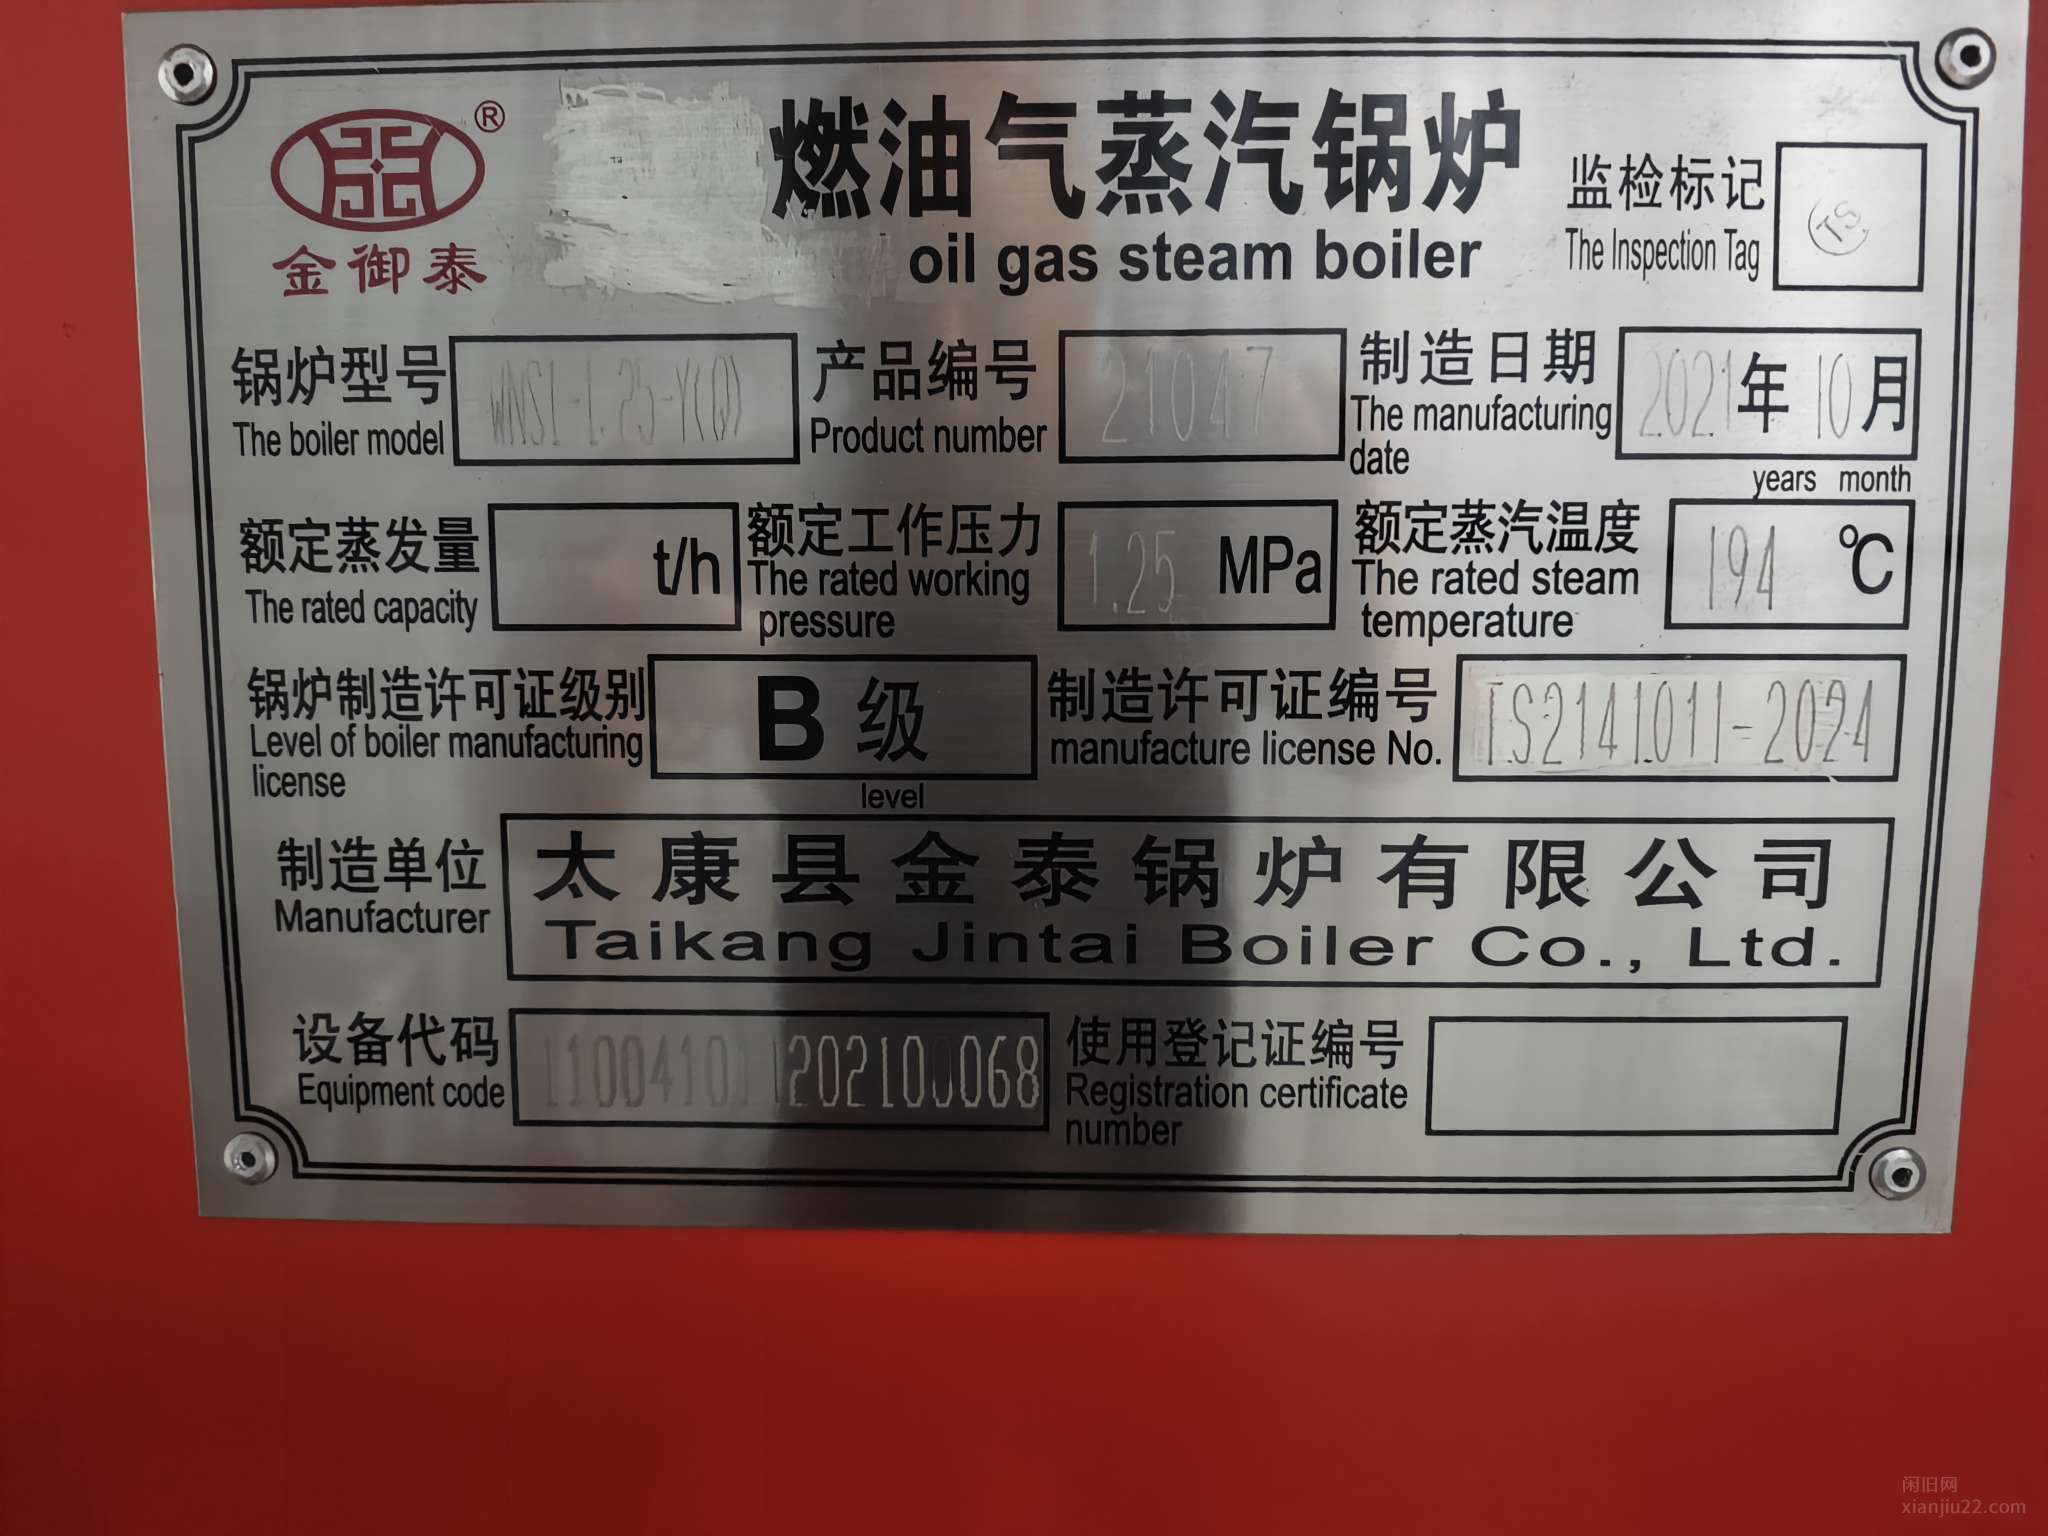 ®
金御泰
燃油气蒸汽锅炉
oil gas steam boiler
监检标记
The Inspection Tag
TS
锅炉型号
The boiler model
WNS1-1.25-Y(Q)
产品编号
Product number
21047
制造日期
The manufacturing
date
2021年10月
years month
额定蒸发量
The rated capacity
t/h
额定工作压力
The rated working
pressure
1.25 MPa
额定蒸汽温度
The rated steam
temperature
194 ℃
锅炉制造许可证级别
Level of boiler manufacturing
license
B级
level
制造许可证编号
manufacture license No.
TS2141011-2024
制造单位
Manufacturer
太康县金泰锅炉有限公司
Taikang Jintai Boiler Co., Ltd.
设备代码
Equipment code
使用登记证编号
Registration certificate
number
闲旧网
xianjiu22.com